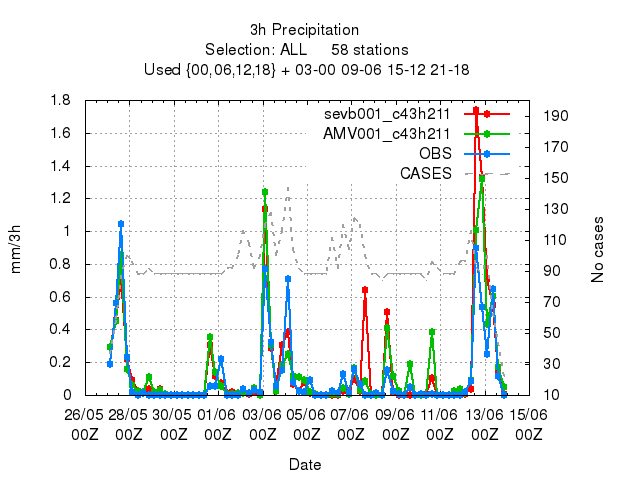 3h Precipitation
Selection: ALL 58 stations
Used {00,06,12,18} + 03-00 09-06 15-12 21-18
sevb001_c43h211
AMV001_c43h211
OBS
CASES
1.8
1.6
1.4
1.2
1
0.8
0.6
0.4
0.2
0
mm/3h
190
170
150
130
110
90
70
50
30
10
No cases
26/05 28/05 30/05 01/06 03/06 05/06 07/06 09/06 11/06 13/06 15/06
00Z 00Z 00Z 00Z 00Z 00Z 00Z 00Z 00Z 00Z 00Z
Date